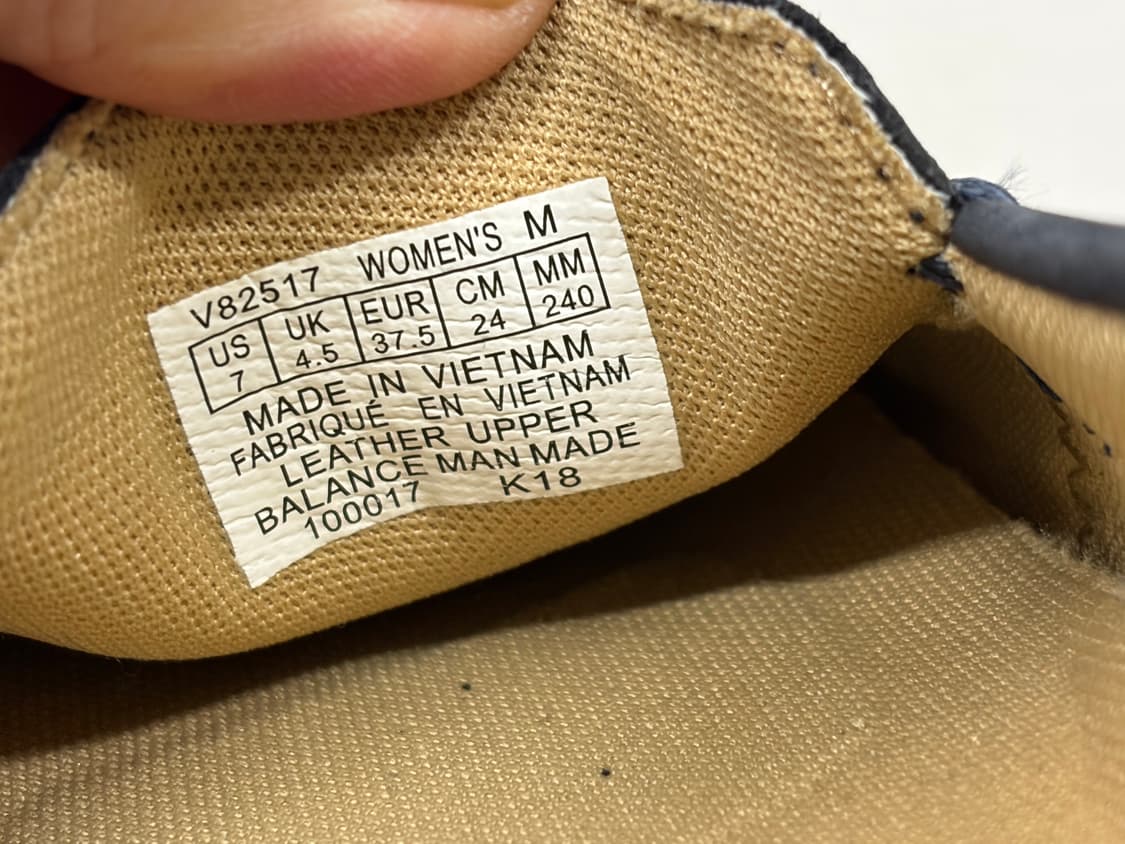 V82517 WOMEN'S M
US UK EUR CM MM
7 4.5 37.5 24 240
MADE IN VIETNAM
FABRIQUÉ EN VIETNAM
LEATHER UPPER
BALANCE MAN MADE
100017 K18